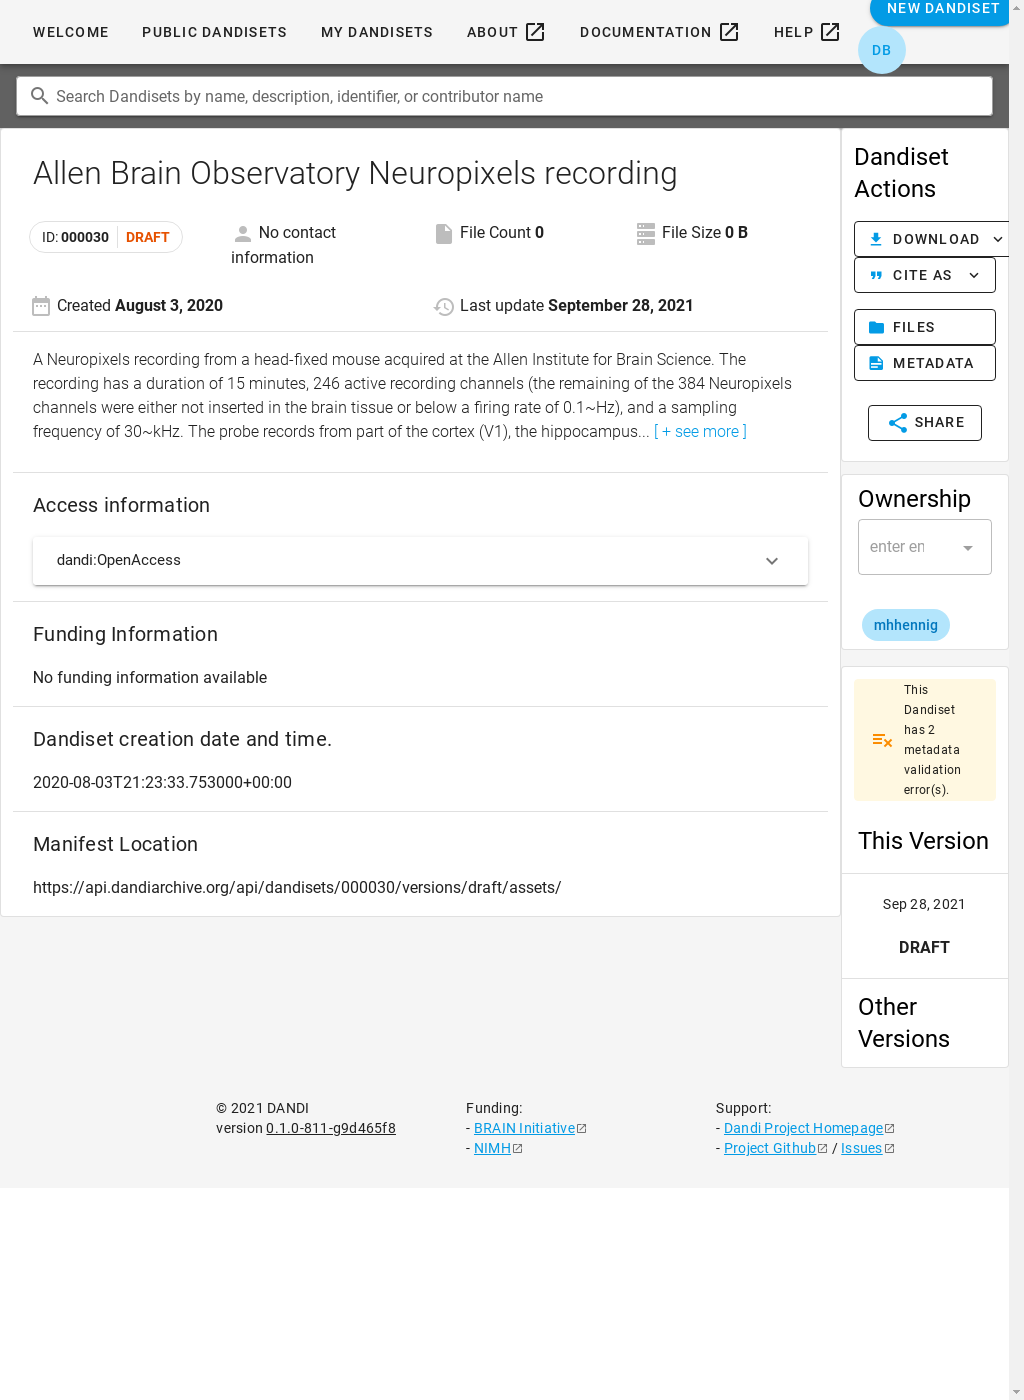 WELCOME PUBLIC DANDISETS MY DANDISETS ABOUT DOCUMENTATION HELP NEW DANDISET
DB
Search Dandisets by name, description, identifier, or contributor name
Allen Brain Observatory Neuropixels recording
ID: 000030 DRAFT
No contact information
File Count 0
File Size 0 B
Created August 3, 2020
Last update September 28, 2021
A Neuropixels recording from a head-fixed mouse acquired at the Allen Institute for Brain Science. The
recording has a duration of 15 minutes, 246 active recording channels (the remaining of the 384 Neuropixels
channels were either not inserted in the brain tissue or below a firing rate of 0.1~Hz), and a sampling
frequency of 30~kHz. The probe records from part of the cortex (V1), the hippocampus... [ + see more ]
Access information
dandi:OpenAccess
Funding Information
No funding information available
Dandiset creation date and time.
2020-08-03T21:23:33.753000+00:00
Manifest Location
https://api.dandiarchive.org/api/dandisets/000030/versions/draft/assets/
Dandiset
Actions
DOWNLOAD
CITE AS
FILES
METADATA
SHARE
Ownership
enter en
mhhennig
This
Dandiset
has 2
metadata
validation
error(s).
This Version
Sep 28, 2021
DRAFT
Other
Versions
© 2021 DANDI
version 0.1.0-811-g9d465f8
Funding:
- BRAIN Initiative
- NIMH
Support:
- Dandi Project Homepage
- Project Github / Issues